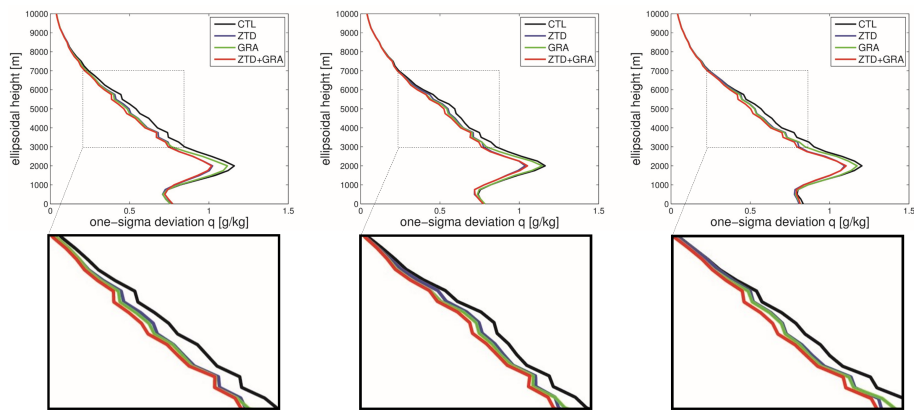 10000
9000
8000
7000
6000
5000
4000
3000
2000
1000
0
ellipsoidal height [m]
CTL
ZTD
GRA
ZTD+GRA
0 0.5 1 1.5
one-sigma deviation q [g/kg]
10000
9000
8000
7000
6000
5000
4000
3000
2000
1000
0
ellipsoidal height [m]
CTL
ZTD
GRA
ZTD+GRA
0 0.5 1 1.5
one-sigma deviation q [g/kg]
10000
9000
8000
7000
6000
5000
4000
3000
2000
1000
0
ellipsoidal height [m]
CTL
ZTD
GRA
ZTD+GRA
0 0.5 1 1.5
one-sigma deviation q [g/kg]